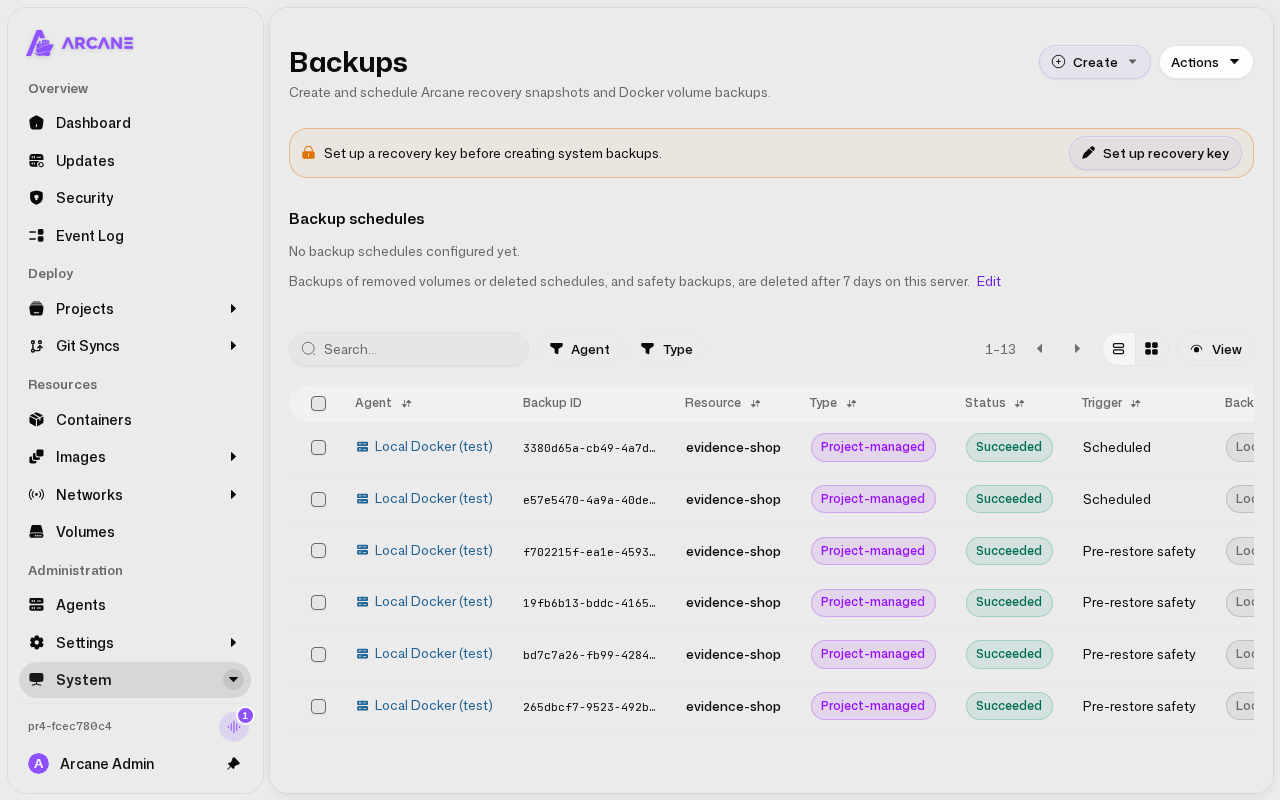 ARCANE
Overview
Dashboard
Updates
Security
Event Log
Deploy
Projects
Git Syncs
Resources
Containers
Images
Networks
Volumes
Administration
Agents
Settings
System
pr4-fcec780c4
1
A
Arcane Admin
Backups
Create and schedule Arcane recovery snapshots and Docker volume backups.
Create
Actions
Set up a recovery key before creating system backups.
Set up recovery key
Backup schedules
No backup schedules configured yet.
Backups of removed volumes or deleted schedules, and safety backups, are deleted after 7 days on this server. Edit
Search...
Agent
Type
1–13
View
Agent Backup ID Resource Type Status Trigger Back
Local Docker (test) 3380d65a-cb49-4a7d… evidence-shop Project-managed Succeeded Scheduled Loc
Local Docker (test) e57e5470-4a9a-40de… evidence-shop Project-managed Succeeded Scheduled Loc
Local Docker (test) f702215f-ea1e-4593… evidence-shop Project-managed Succeeded Pre-restore safety Loc
Local Docker (test) 19fb6b13-bddc-4165… evidence-shop Project-managed Succeeded Pre-restore safety Loc
Local Docker (test) bd7c7a26-fb99-4284… evidence-shop Project-managed Succeeded Pre-restore safety Loc
Local Docker (test) 265dbcf7-9523-492b… evidence-shop Project-managed Succeeded Pre-restore safety Loc